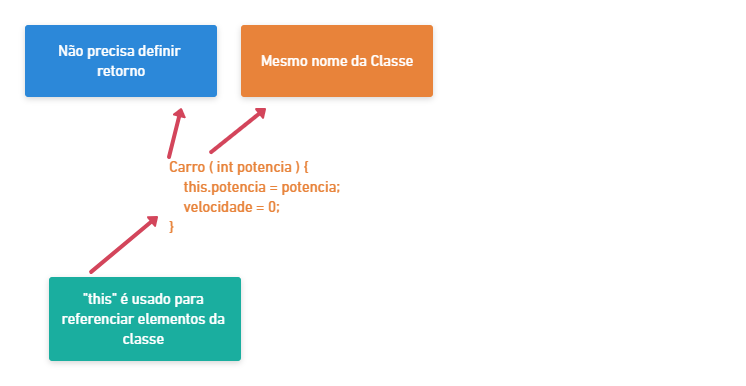 Não precisa definir
retorno
Mesmo nome da Classe
Carro ( int potencia ) {
this.potencia = potencia;
velocidade = 0;
}
"this" é usado para
referenciar elementos da
classe